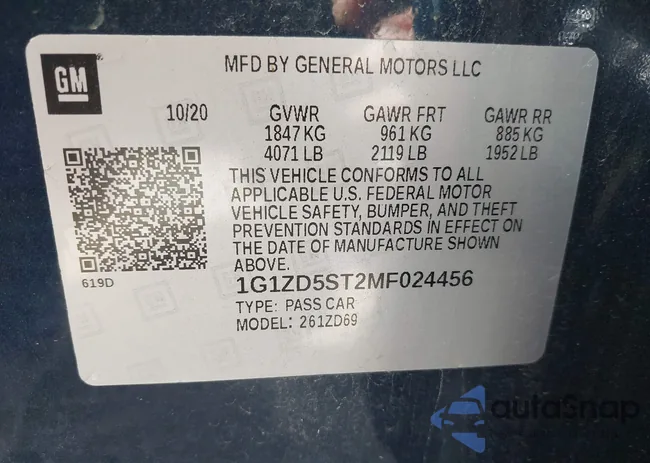 GM
MFD BY GENERAL MOTORS LLC
10/20 GVWR GAWR FRT GAWR RR
1847 KG 961 KG 885 KG
4071 LB 2119 LB 1952 LB
THIS VEHICLE CONFORMS TO ALL
APPLICABLE U.S. FEDERAL MOTOR
VEHICLE SAFETY, BUMPER, AND THEFT
PREVENTION STANDARDS IN EFFECT ON
THE DATE OF MANUFACTURE SHOWN
ABOVE.
619D
1G1ZD5ST2MF024456
TYPE: PASS CAR
MODEL: 261ZD69
autoSnap